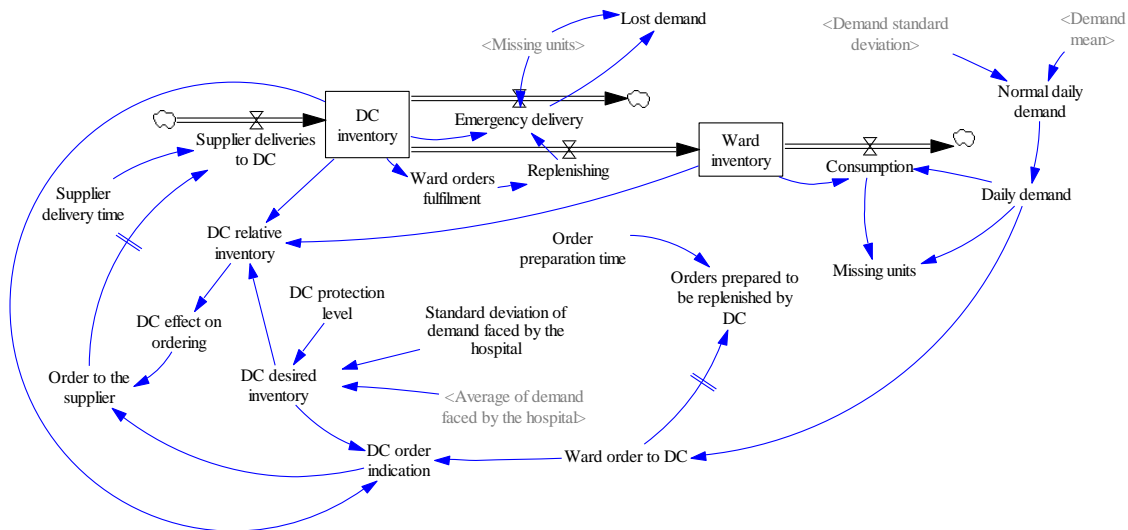 Lost demand
<Missing units>
<Demand standard
deviation>
<Demand
mean>
Normal daily
demand
DC
inventory
Supplier deliveries
to DC
Emergency delivery
Ward
inventory
Replenishing
Ward orders
fulfilment
Consumption
Daily demand
Supplier
delivery time
DC relative
inventory
Order
preparation time
Missing units
Orders prepared to
be replenished by
DC
DC protection
level
Standard deviation of
demand faced by the
hospital
DC effect on
ordering
Order to the
supplier
DC desired
inventory
<Average of demand
faced by the hospital>
DC order
indication
Ward order to DC